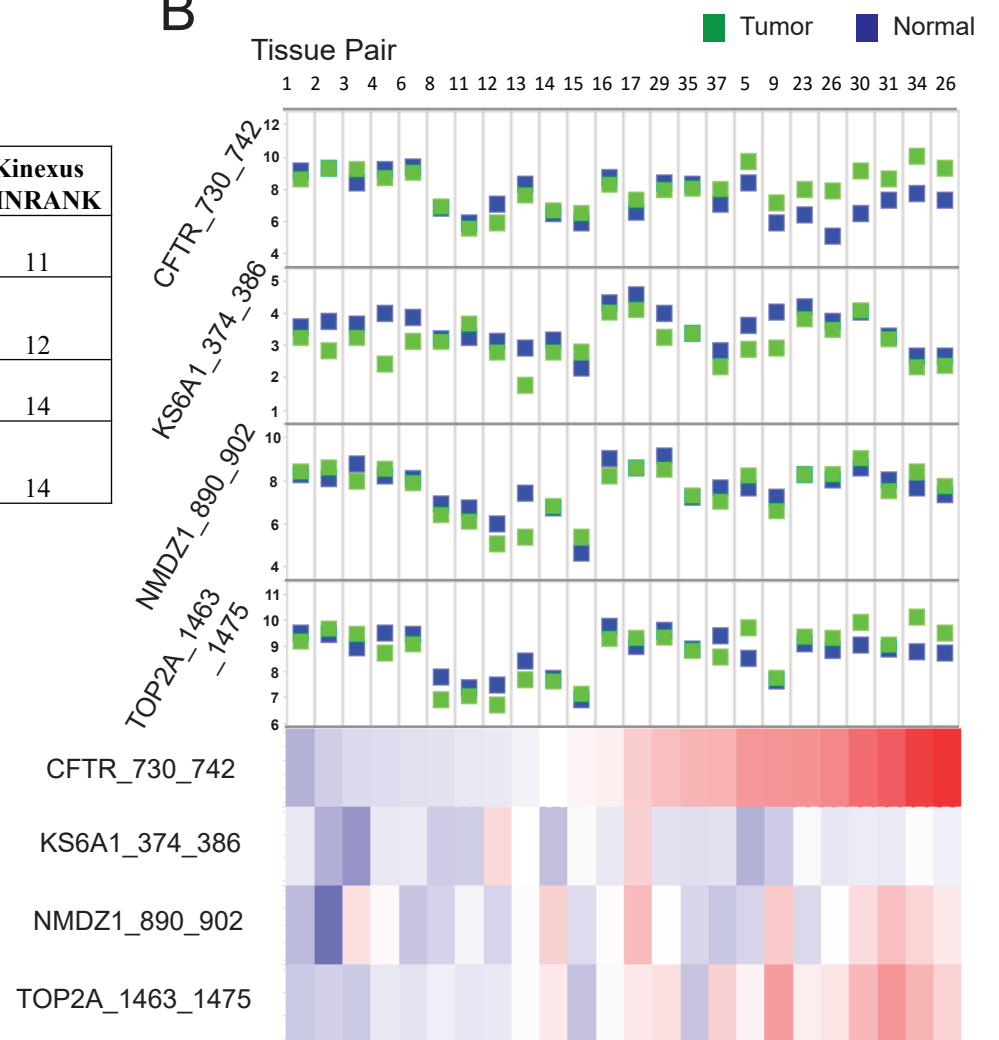 B
Tumor Normal
Tissue Pair
1 2 3 4 6 8 11 12 13 14 15 16 17 29 35 37 5 9 23 26 30 31 34 26
Kinexus
INRANK
11
12
14
14
CFTR_730_742
12
10
8
6
4
KS6A1_374_386
5
4
3
2
1
NMDZ1_890_902
10
8
6
4
TOP2A_1463
_1475
11
10
9
8
7
6
CFTR_730_742
KS6A1_374_386
NMDZ1_890_902
TOP2A_1463_1475